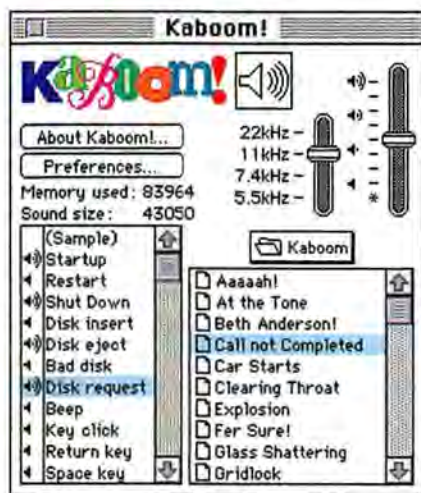 Kaboom!
Kaboom!
About Kaboom!...
Preferences...
Memory used: 83964
Sound size: 43050
22kHz
11kHz
7.4kHz
5.5kHz
*
(Sample)
Startup
Restart
Shut Down
Disk insert
Disk eject
Bad disk
Disk request
Beep
Key click
Return key
Space key
Kaboom
Aaaaah!
At the Tone
Beth Anderson!
Call not Completed
Car Starts
Clearing Throat
Explosion
Fer Sure!
Glass Shattering
Gridlock